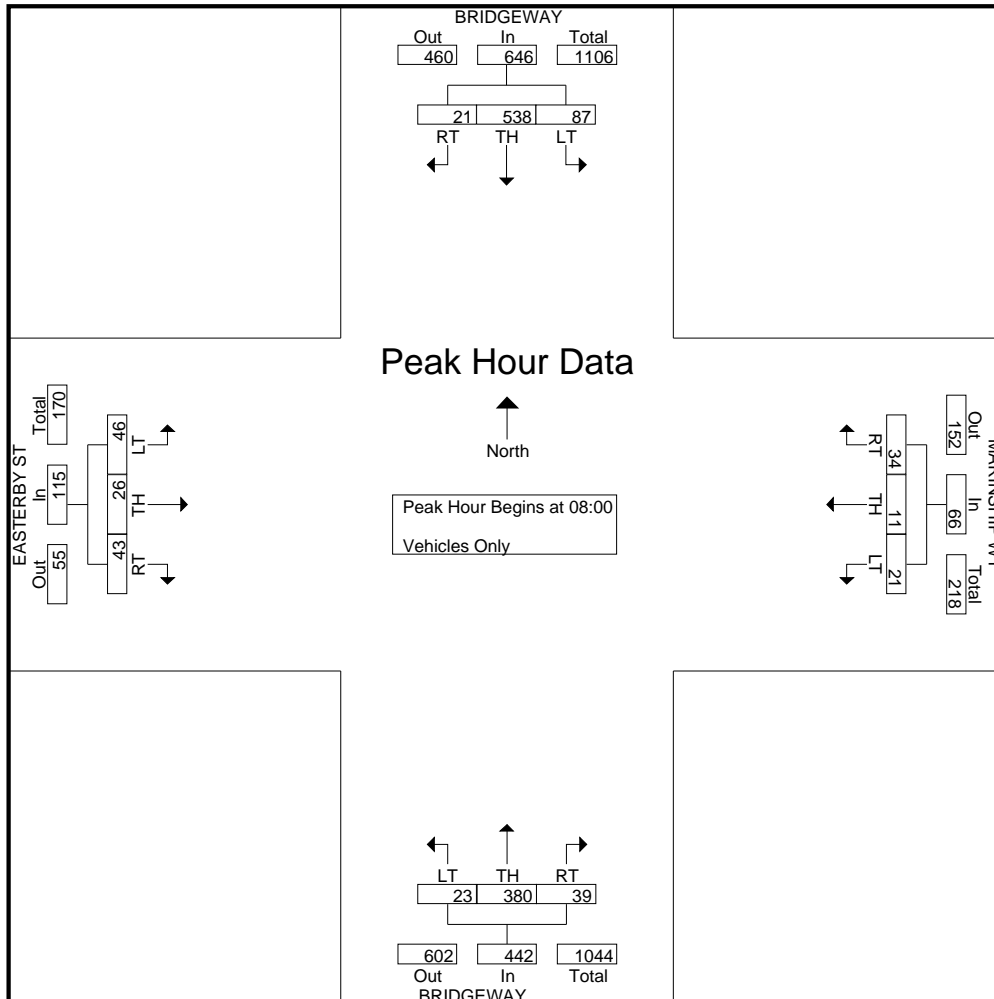 BRIDGEWAY
Out In Total
460 646 1106
21 538 87
RT TH LT
Peak Hour Data
North
Peak Hour Begins at 08:00
Vehicles Only
EASTERBY ST
Out In Total
55 115 170
RT TH LT
43 26 46
Out In Total
152 66 218
RT TH LT
34 11 21
LT TH RT
23 380 39
602 442 1044
Out In Total
BRIDGEWAY